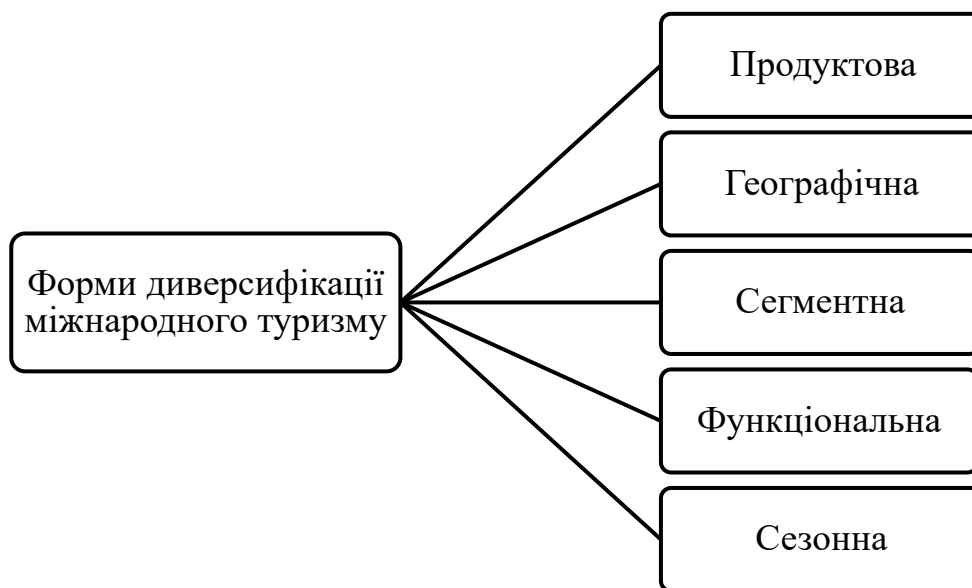 Форми диверсифікації
міжнародного туризму
Продуктова
Географічна
Сегментна
Функціональна
Сезонна